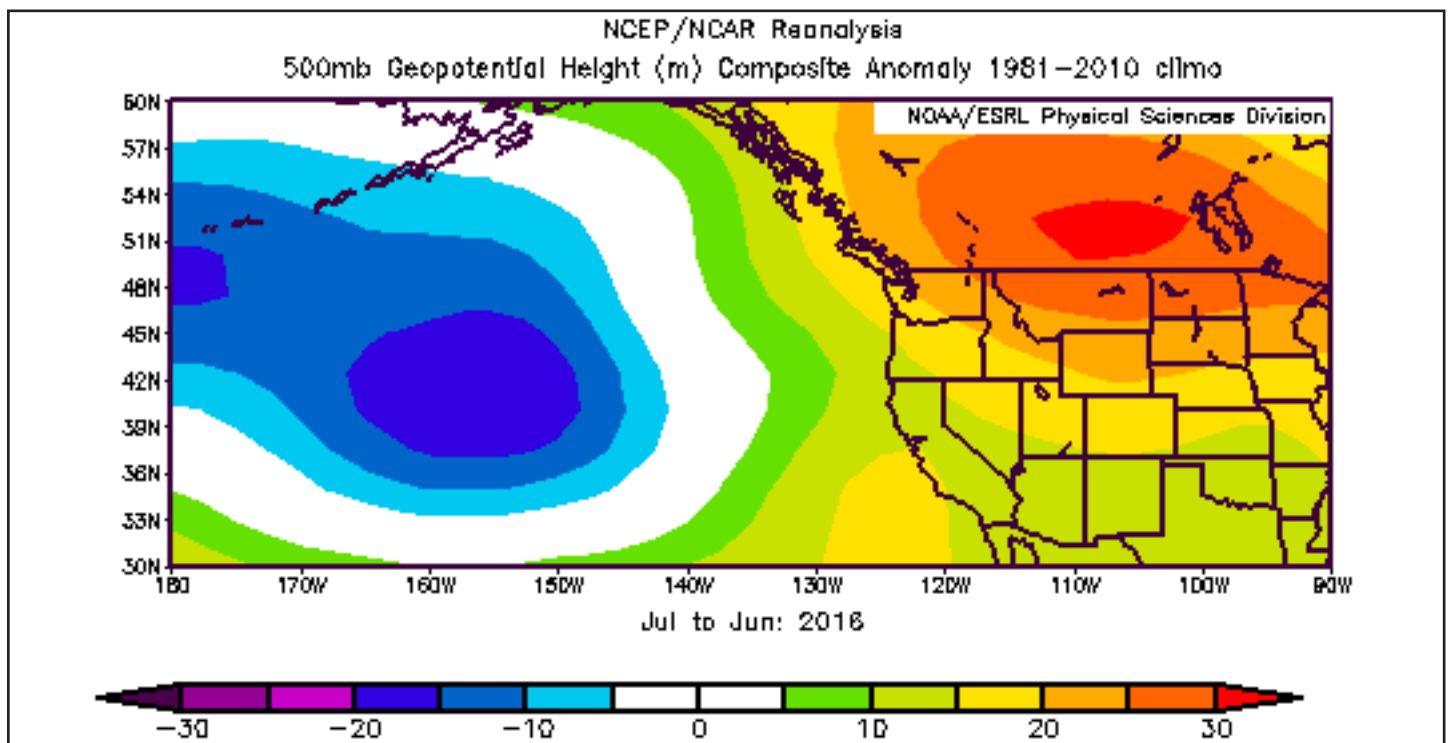 NCEP/NCAR Reanalysis
500mb Geopotential Height (m) Composite Anomaly 1981-2010 climo
NOAA/ESRL Physical Sciences Division
60N
57N
54N
51N
48N
45N
42N
39N
36N
33N
30N
180 170W 160W 150W 140W 130W 120W 110W 100W 90W
Jul to Jun: 2016
-30 -20 -10 0 10 20 30